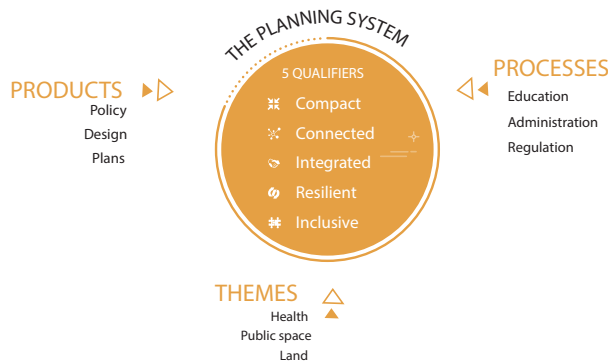 THE PLANNING SYSTEM
5 QUALIFIERS
Compact
Connected
Integrated
Resilient
Inclusive
PRODUCTS
Policy
Design
Plans
PROCESSES
Education
Administration
Regulation
THEMES
Health
Public space
Land